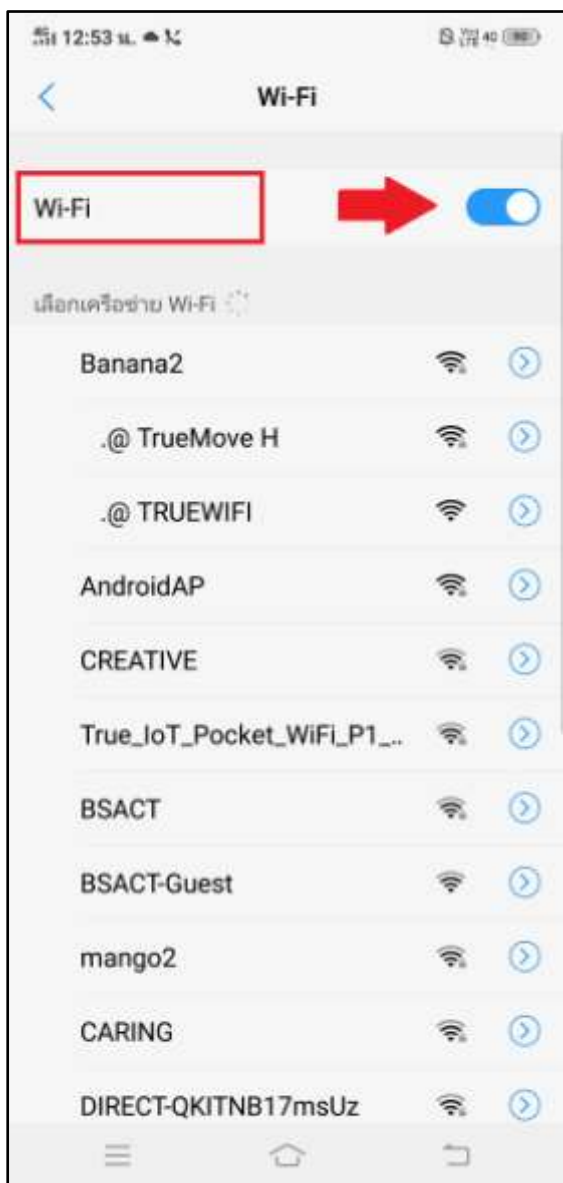 12:53 น.
Wi-Fi
Wi-Fi
เลือกเครือข่าย Wi-Fi
Banana2
.@ TrueMove H
.@ TRUEWIFI
AndroidAP
CREATIVE
True_IoT_Pocket_WiFi_P1_..
BSACT
BSACT-Guest
mango2
CARING
DIRECT-QKITNB17msUz